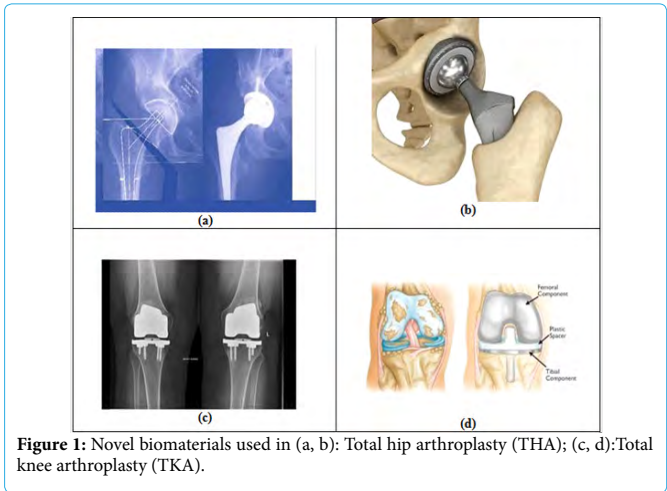 (a)
(b)
(c)
Femoral
Component
Plastic
Spacer
Tibial
Component
(d)
Figure 1: Novel biomaterials used in (a, b): Total hip arthroplasty (THA); (c, d):Total
knee arthroplasty (TKA).